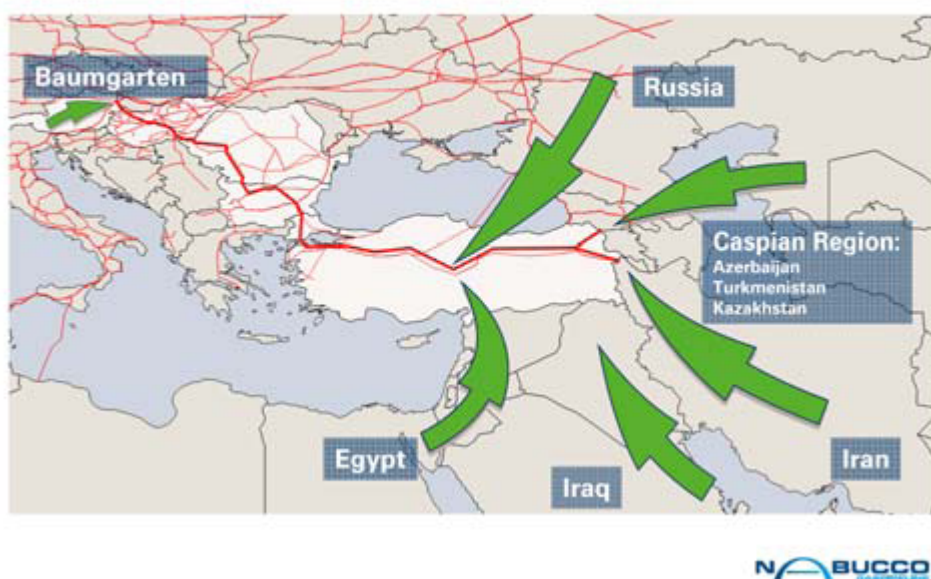 Baumgarten
Russia
Caspian Region:
Azerbaijan
Turkmenistan
Kazakhstan
Egypt
Iraq
Iran
NABUCCO